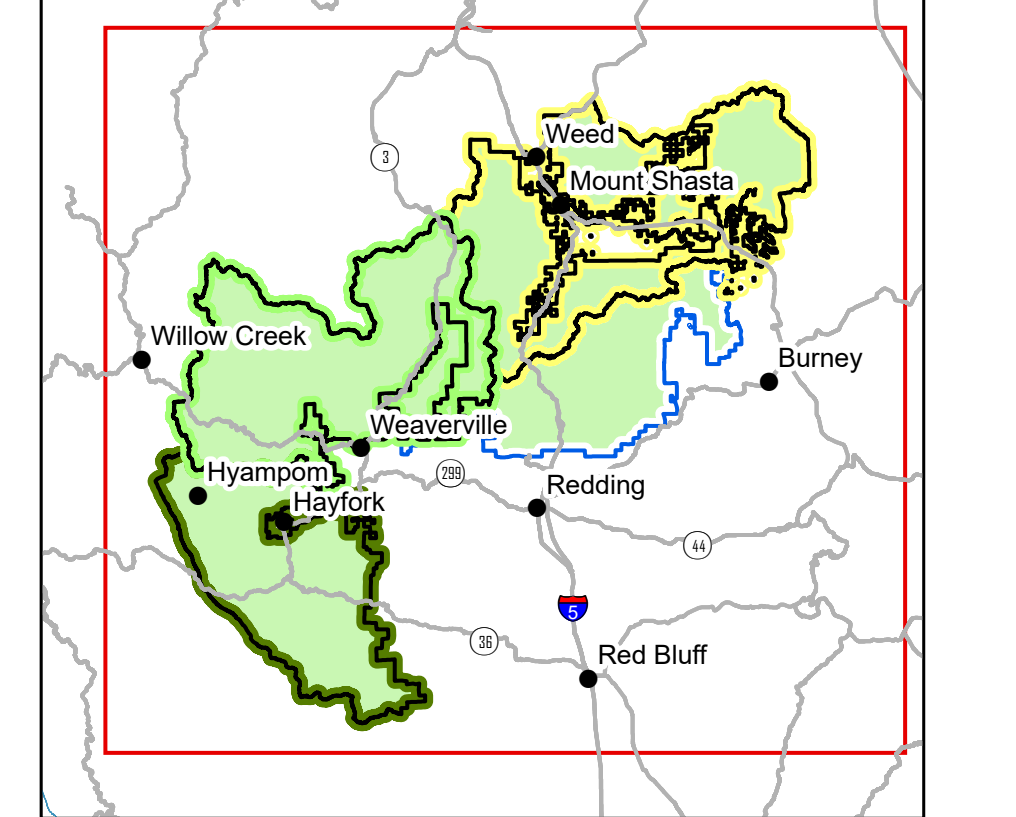 Weed
3
Mount Shasta
Willow Creek
Burney
Weaverville
Hyampom
299
Redding
Hayfork
44
5
36
Red Bluff